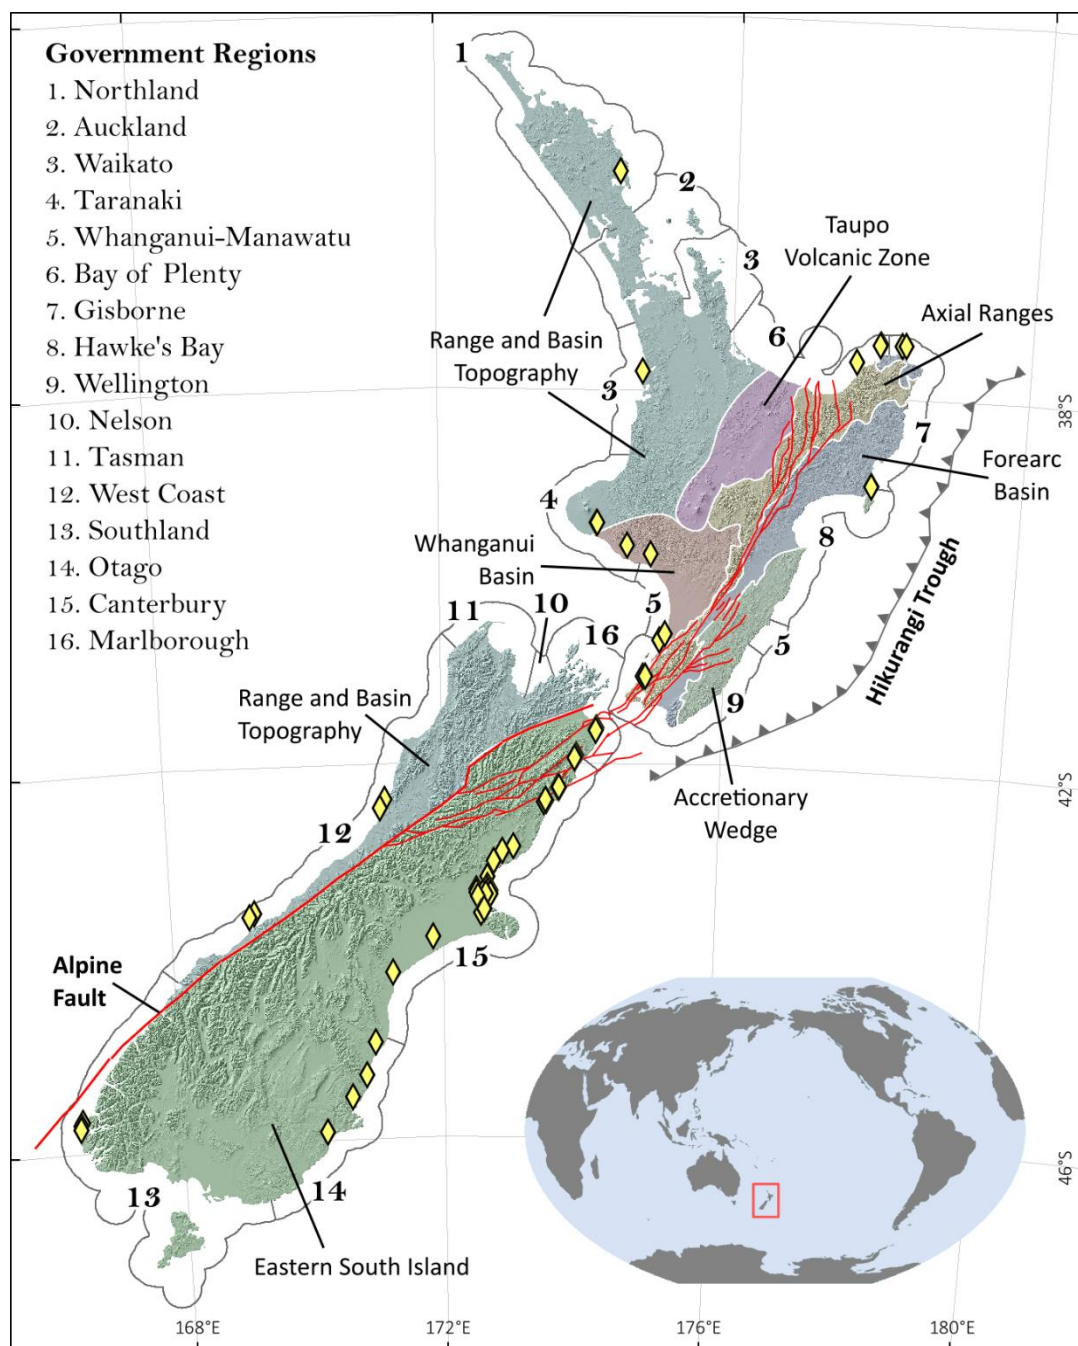 Government Regions
1. Northland
2. Auckland
3. Waikato
4. Taranaki
5. Whanganui-Manawatu
6. Bay of Plenty
7. Gisborne
8. Hawke's Bay
9. Wellington
10. Nelson
11. Tasman
12. West Coast
13. Southland
14. Otago
15. Canterbury
16. Marlborough
1
2
3
Taupo
Volcanic Zone
6
Axial Ranges
Range and Basin
Topography
3
38°S
7
Forearc
Basin
4
8
Whanganui
Basin
Hikurangi Trough
11
10
16
5
5
9
Range and Basin
Topography
42°S
Accretionary
Wedge
12
15
Alpine
Fault
46°S
13
14
Eastern South Island
168°E
172°E
176°E
180°E